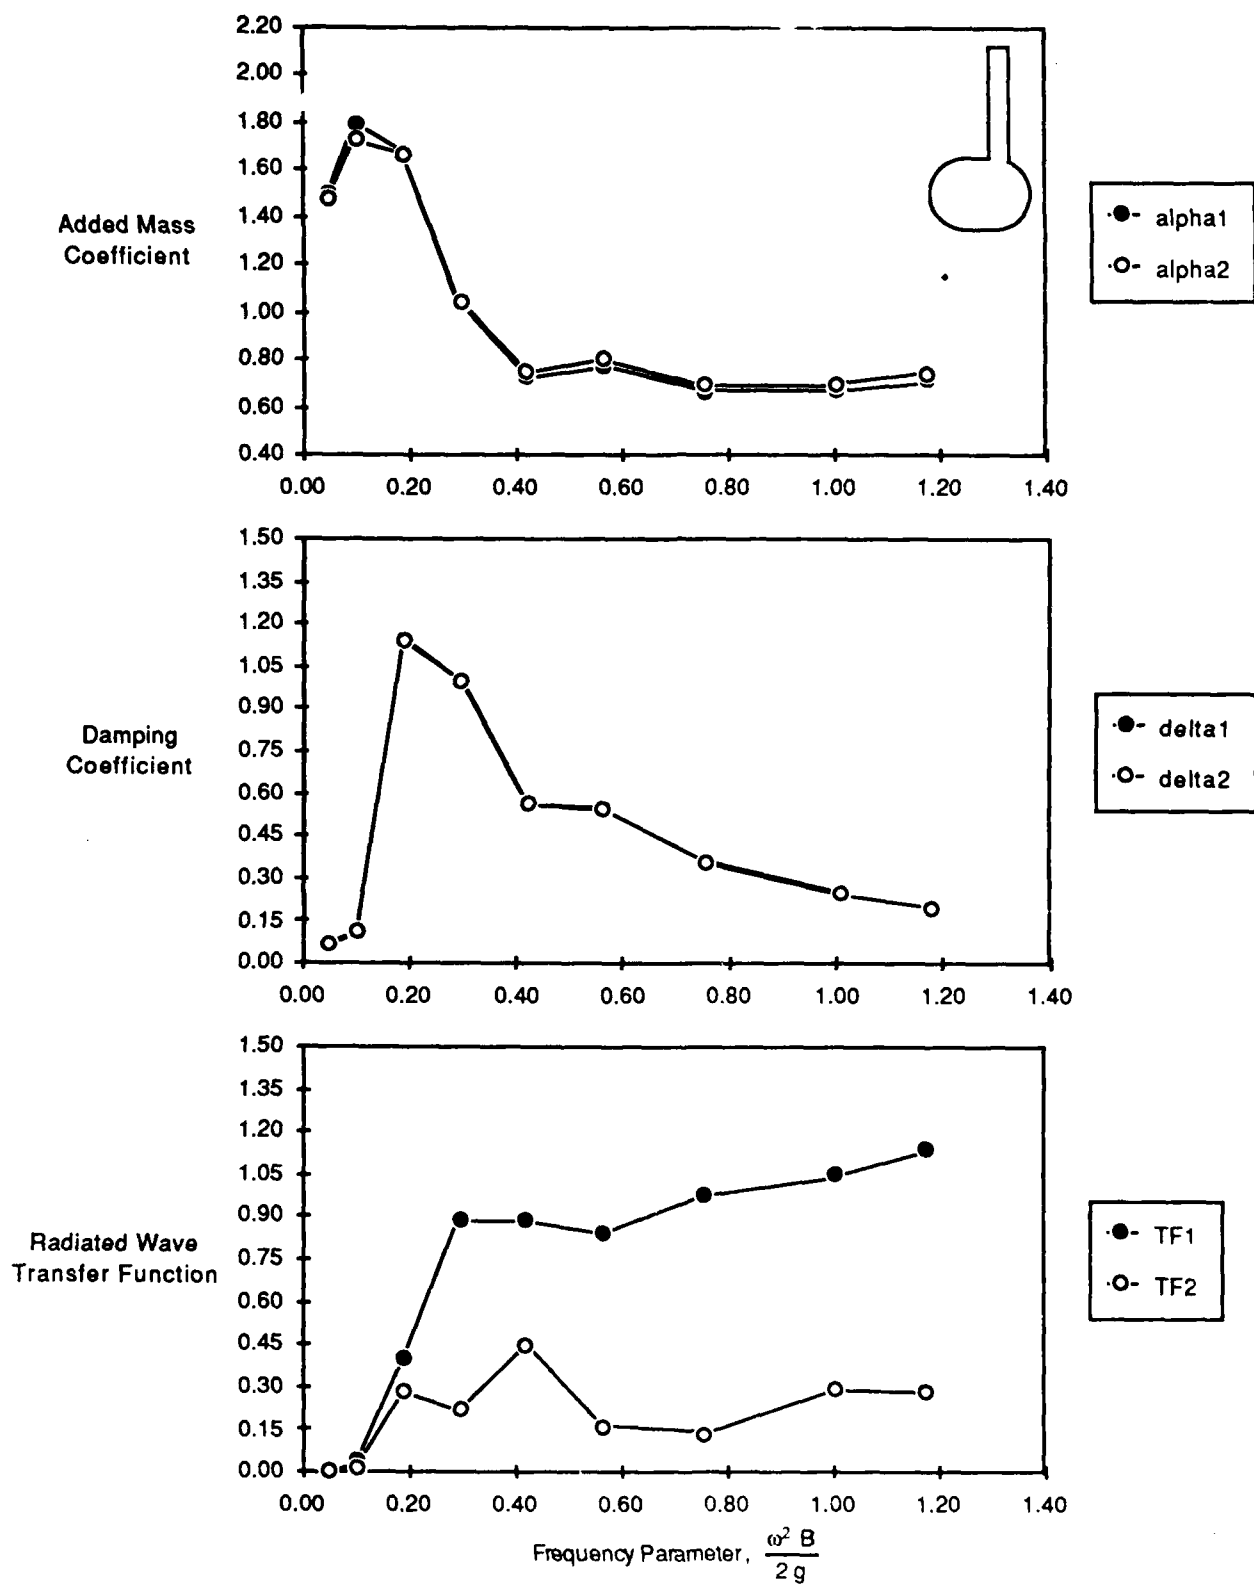 2.20
2.00
1.80
1.60
1.40
1.20
1.00
0.80
0.60
0.40
Added Mass
Coefficient
0.00 0.20 0.40 0.60 0.80 1.00 1.20 1.40
alpha1
alpha2
1.50
1.35
1.20
1.05
0.90
0.75
0.60
0.45
0.30
0.15
0.00
Damping
Coefficient
0.00 0.20 0.40 0.60 0.80 1.00 1.20 1.40
delta1
delta2
1.50
1.35
1.20
1.05
0.90
0.75
0.60
0.45
0.30
0.15
0.00
Radiated Wave
Transfer Function
0.00 0.20 0.40 0.60 0.80 1.00 1.20 1.40
TF1
TF2
Frequency Parameter, ω² B
2 g